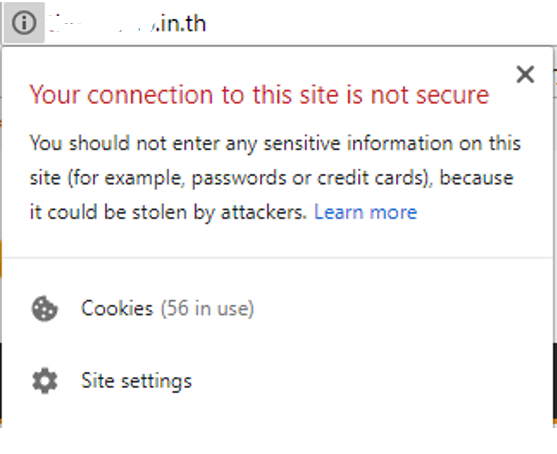 .in.th
Your connection to this site is not secure
You should not enter any sensitive information on this
site (for example, passwords or credit cards), because
it could be stolen by attackers. Learn more
Cookies (56 in use)
Site settings